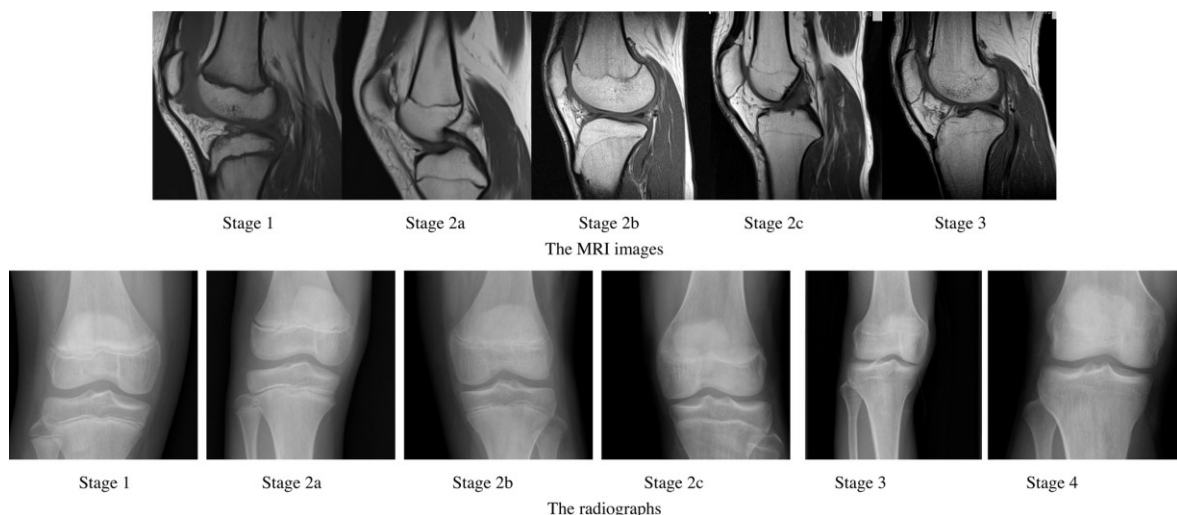 Stage 1 Stage 2a Stage 2b Stage 2c Stage 3
The MRI images
Stage 1 Stage 2a Stage 2b Stage 2c Stage 3 Stage 4
The radiographs